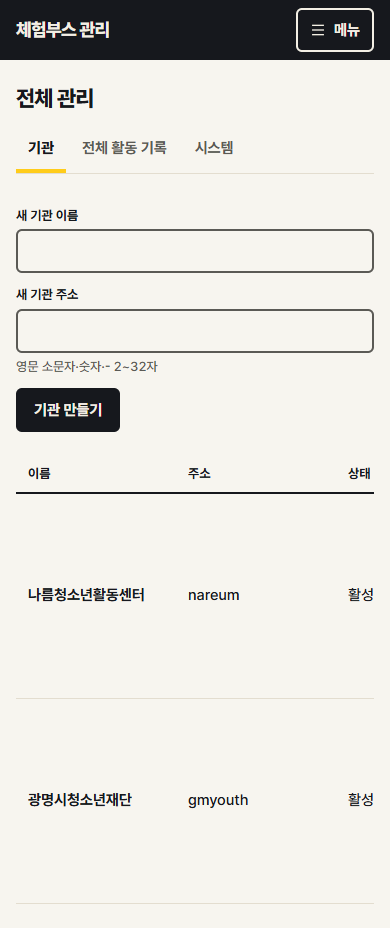 체험부스 관리
메뉴
전체 관리
기관 전체 활동 기록 시스템
새 기관 이름
새 기관 주소
영문 소문자·숫자·- 2~32자
기관 만들기
이름 주소 상태
나름청소년활동센터 nareum 활성
광명시청소년재단 gmyouth 활성